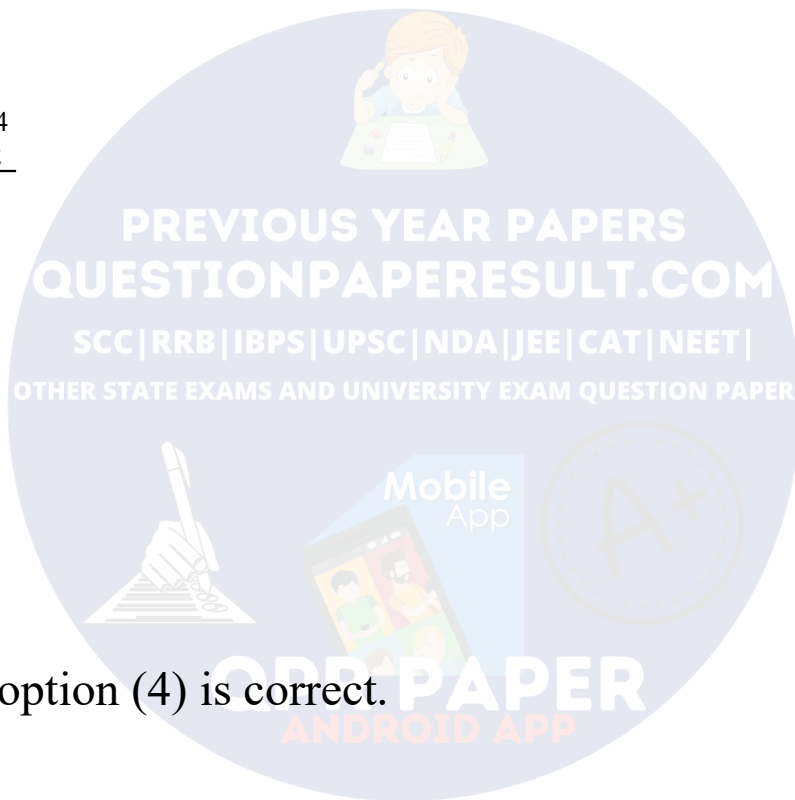 4
PREVIOUS YEAR PAPERS
QUESTIONPAPERESULT.COM
SCC|RRB|IBPS|UPSC|NDA|JEE|CAT|NEET|
OTHER STATE EXAMS AND UNIVERSITY EXAM QUESTION PAPER
Mobile
App
A+
option (4) is correct.
QPR PAPER
ANDROID APP